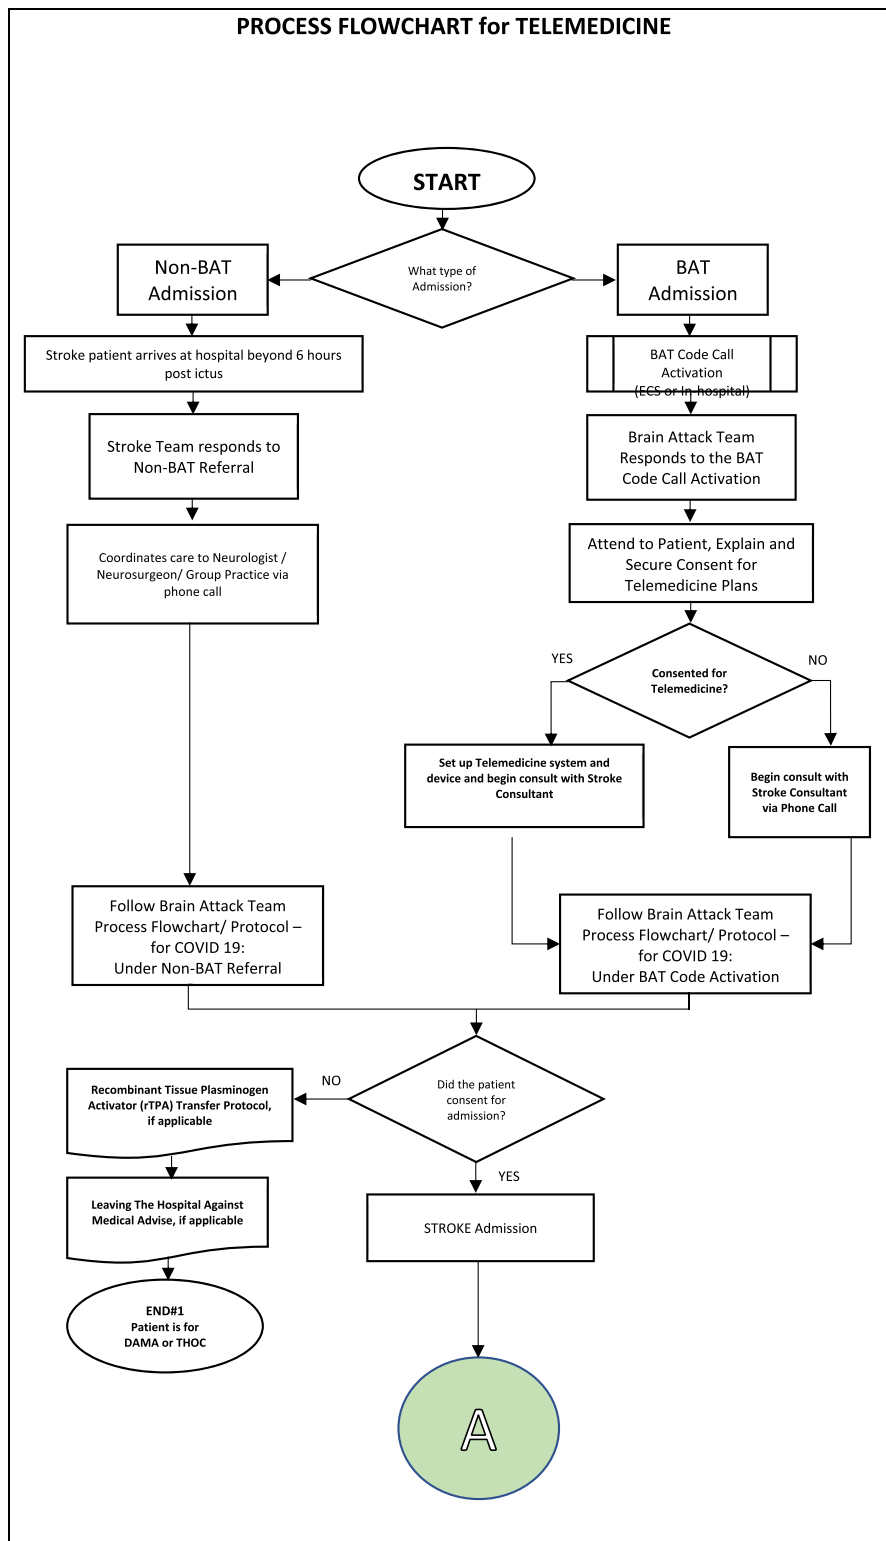 PROCESS FLOWCHART for TELEMEDICINE
START
What type of
Admission?
Non-BAT
Admission
BAT
Admission
Stroke patient arrives at hospital beyond 6 hours
post ictus
BAT Code Call
Activation
(ECS or In-hospital)
Stroke Team responds to
Non-BAT Referral
Brain Attack Team
Responds to the BAT
Code Call Activation
Coordinates care to Neurologist /
Neurosurgeon/ Group Practice via
phone call
Attend to Patient, Explain and
Secure Consent for
Telemedicine Plans
YES
Consented for
Telemedicine?
NO
Set up Telemedicine system and
device and begin consult with Stroke
Consultant
Begin consult with
Stroke Consultant
via Phone Call
Follow Brain Attack Team
Process Flowchart/ Protocol –
for COVID 19:
Under Non-BAT Referral
Follow Brain Attack Team
Process Flowchart/ Protocol –
for COVID 19:
Under BAT Code Activation
Did the patient
consent for
admission?
NO
Recombinant Tissue Plasminogen
Activator (rTPA) Transfer Protocol,
if applicable
YES
Leaving The Hospital Against
Medical Advise, if applicable
STROKE Admission
END#1
Patient is for
DAMA or THOC
A